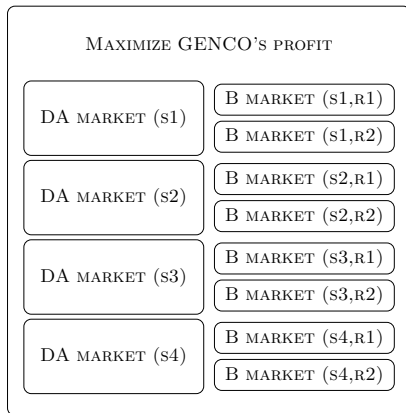 MAXIMIZE GENCO'S PROFIT
DA MARKET (S1)
B MARKET (S1,R1)
B MARKET (S1,R2)
DA MARKET (S2)
B MARKET (S2,R1)
B MARKET (S2,R2)
DA MARKET (S3)
B MARKET (S3,R1)
B MARKET (S3,R2)
DA MARKET (S4)
B MARKET (S4,R1)
B MARKET (S4,R2)